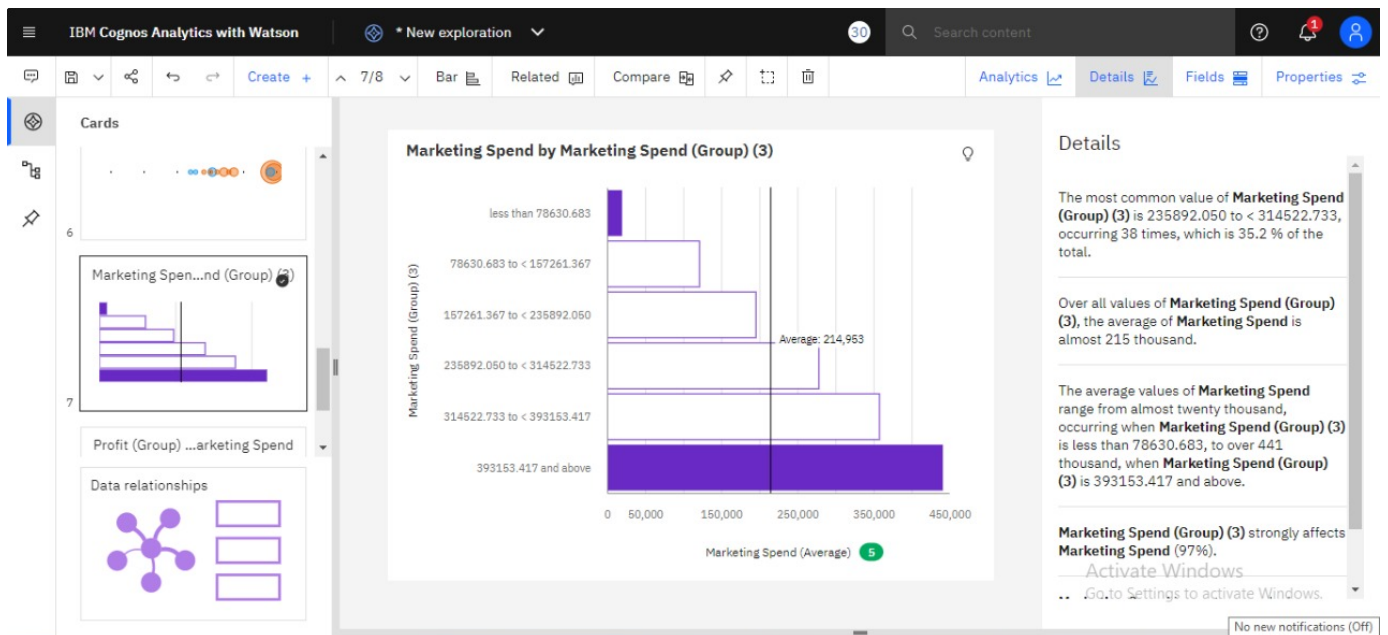 IBM Cognos Analytics with Watson
* New exploration
30
Search content
1
Create +
7/8
Bar
Related
Compare
Analytics
Details
Fields
Properties
Cards
6
Marketing Spen...nd (Group) (3)
7
Profit (Group) ...arketing Spend
Data relationships
Marketing Spend by Marketing Spend (Group) (3)
Marketing Spend (Group) (3)
less than 78630.683
78630.683 to < 157261.367
157261.367 to < 235892.050
235892.050 to < 314522.733
314522.733 to < 393153.417
393153.417 and above
Average: 214,953
0 50,000 150,000 250,000 350,000 450,000
Marketing Spend (Average) 5
Details
The most common value of Marketing Spend
(Group) (3) is 235892.050 to < 314522.733,
occurring 38 times, which is 35.2 % of the
total.
Over all values of Marketing Spend (Group)
(3), the average of Marketing Spend is
almost 215 thousand.
The average values of Marketing Spend
range from almost twenty thousand,
occurring when Marketing Spend (Group) (3)
is less than 78630.683, to over 441
thousand, when Marketing Spend (Group)
(3) is 393153.417 and above.
Marketing Spend (Group) (3) strongly affects
Marketing Spend (97%).
Activate Windows
Go to Settings to activate Windows.
No new notifications (Off)